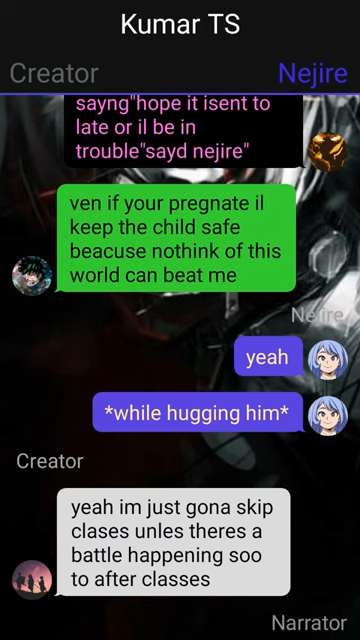 Kumar TS
Creator
Nejire
sayng"hope it isent to
late or il be in
trouble"sayd nejire"
ven if your pregnate il
keep the child safe
beacuse nothink of this
world can beat me
Nejire
yeah
*while hugging him*
Creator
yeah im just gona skip
clases unles theres a
battle happening soo
to after classes
Narrator